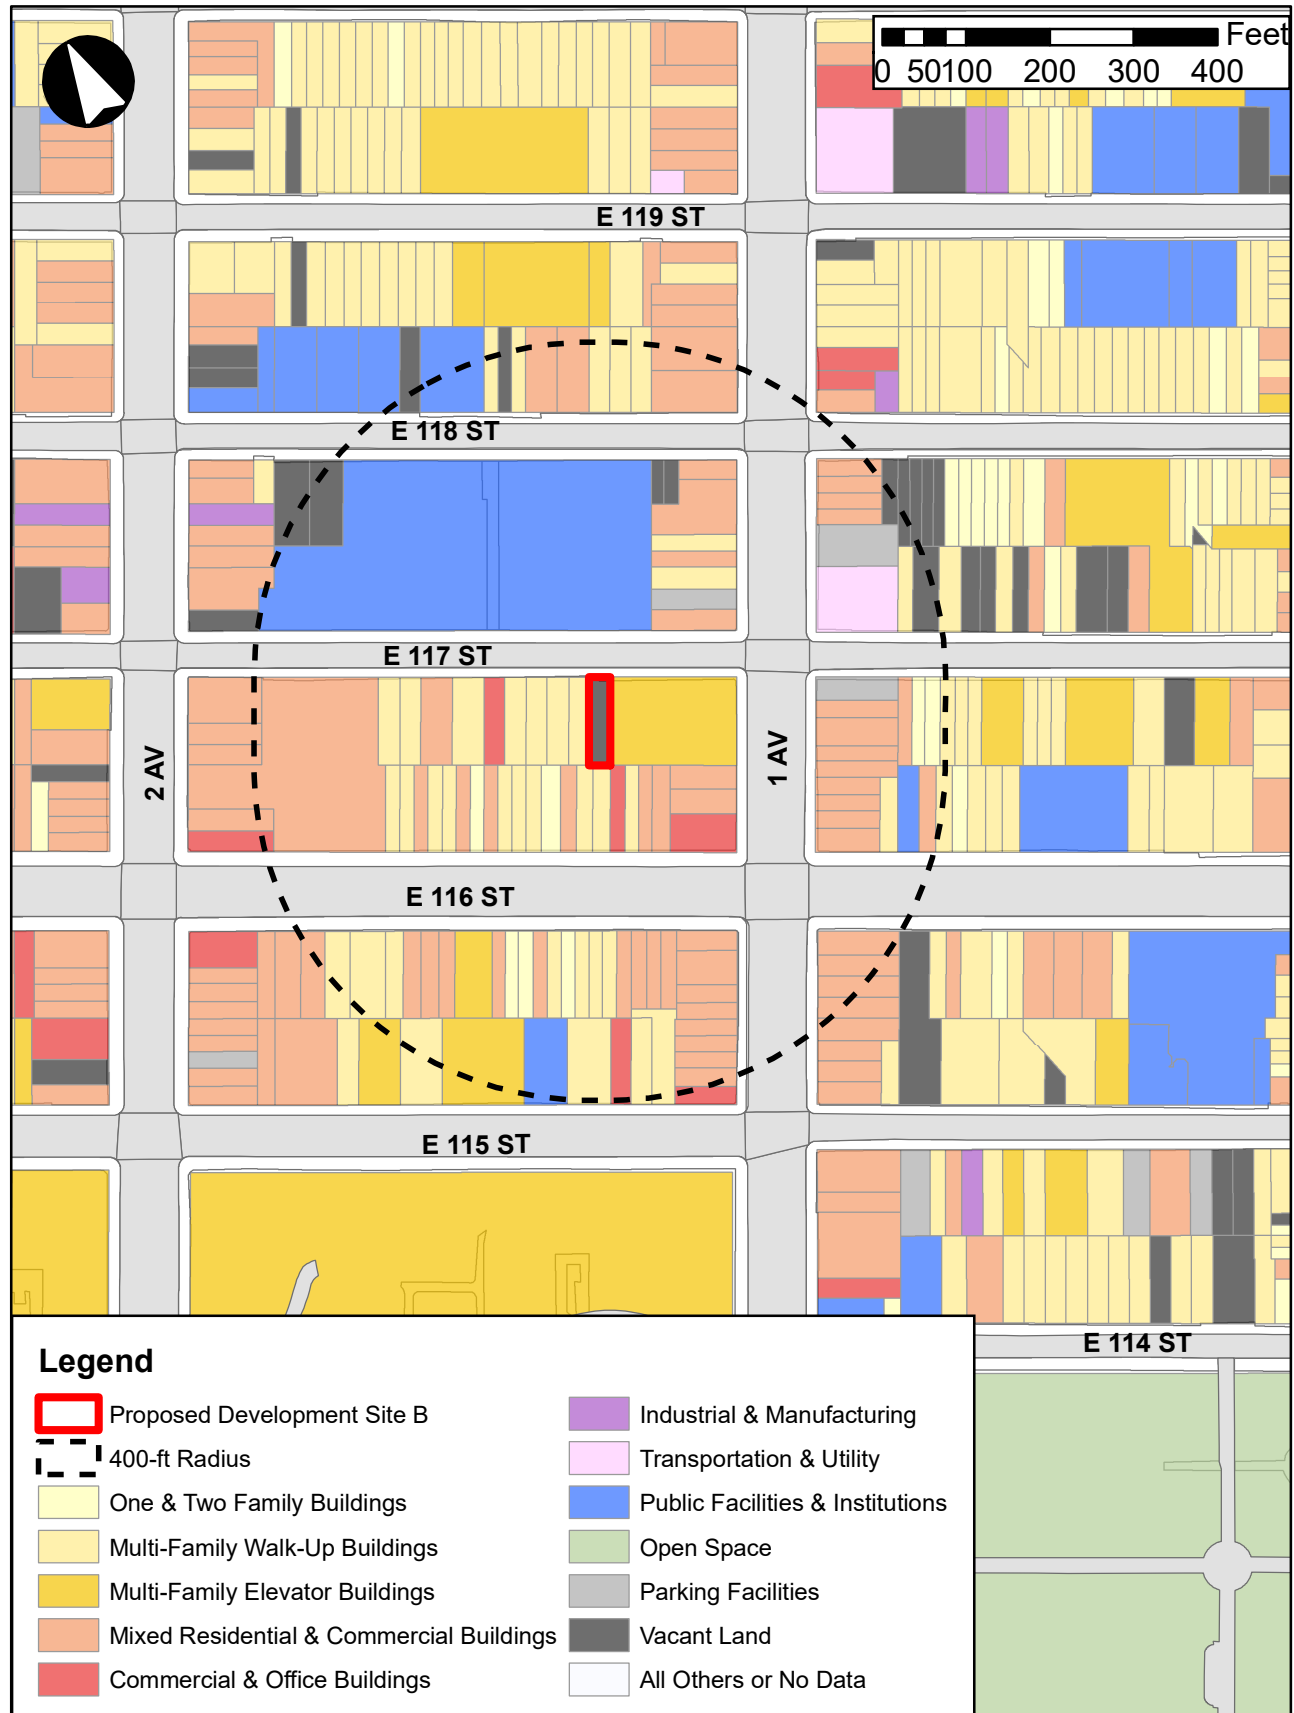 Feet
0 50100 200 300 400
E 119 ST
E 118 ST
E 117 ST
2 AV
1 AV
E 116 ST
E 115 ST
E 114 ST
Legend
Proposed Development Site B
400-ft Radius
One & Two Family Buildings
Multi-Family Walk-Up Buildings
Multi-Family Elevator Buildings
Mixed Residential & Commercial Buildings
Commercial & Office Buildings
Industrial & Manufacturing
Transportation & Utility
Public Facilities & Institutions
Open Space
Parking Facilities
Vacant Land
All Others or No Data